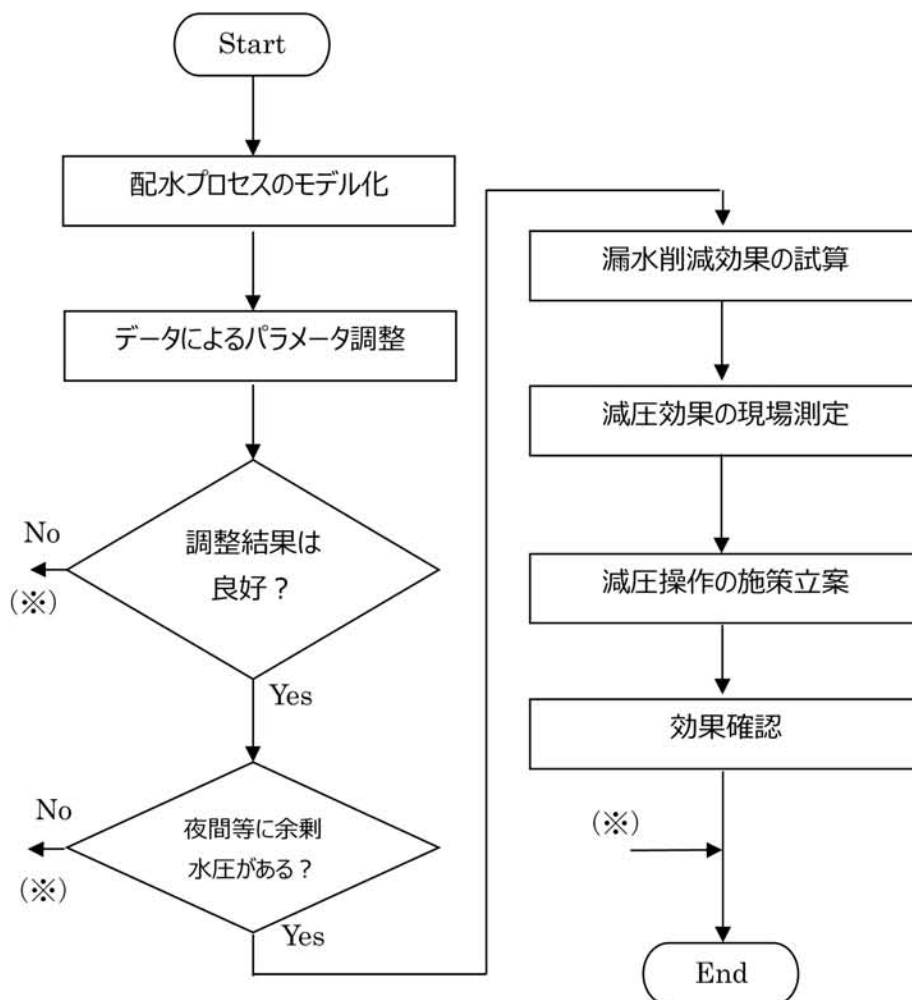 Start
配水プロセスのモデル化
データによるパラメータ調整
調整結果は
良好？
No
(※)
Yes
夜間等に余剰
水圧がある？
No
(※)
Yes
漏水削減効果の試算
減圧効果の現場測定
減圧操作の施策立案
効果確認
(※)
End